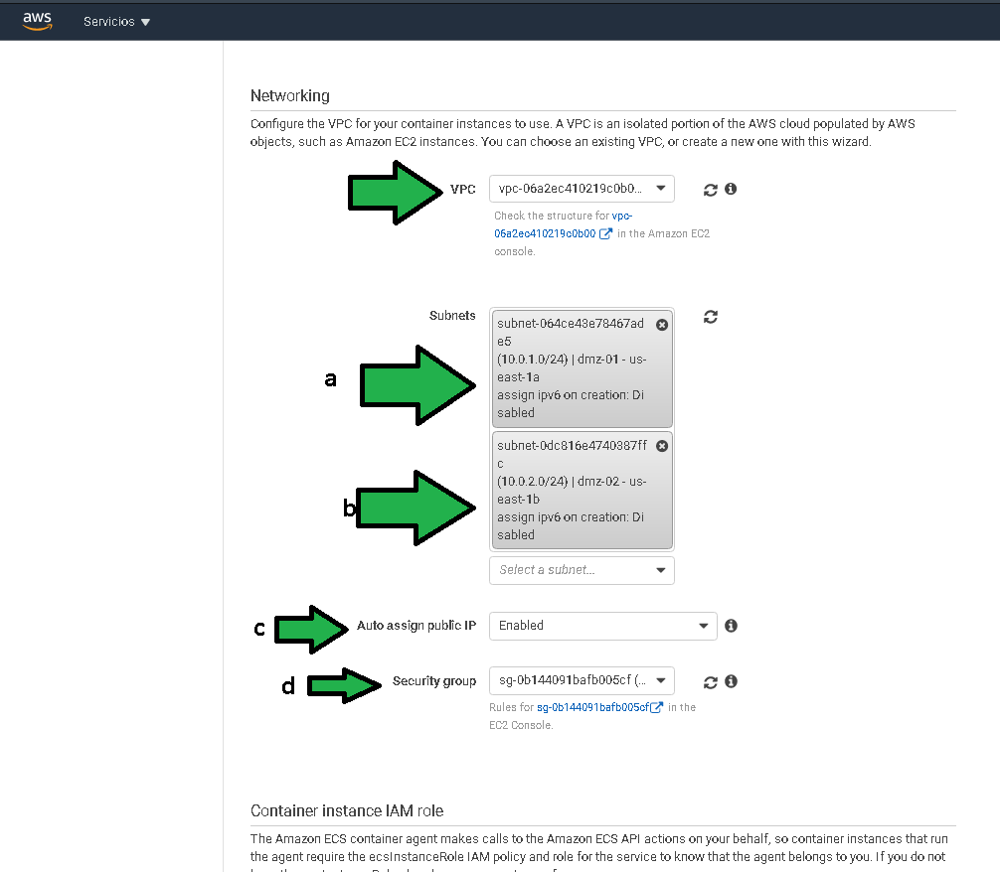 aws
Servicios
Networking
Configure the VPC for your container instances to use. A VPC is an isolated portion of the AWS cloud populated by AWS
objects, such as Amazon EC2 instances. You can choose an existing VPC, or create a new one with this wizard.
VPC
vpc-06a2ec410219c0b0...
Check the structure for vpc-
06a2ec410219c0b00 in the Amazon EC2
console.
Subnets
a
subnet-064ce43e78467ad
e5
(10.0.1.0/24) | dmz-01 - us-
east-1a
assign ipv6 on creation: Di
sabled
b
subnet-0dc816e4740387ff
c
(10.0.2.0/24) | dmz-02 - us-
east-1b
assign ipv6 on creation: Di
sabled
Select a subnet...
c
Auto assign public IP
Enabled
d
Security group
sg-0b144091bafb005cf (...
Rules for sg-0b144091bafb005cf in the
EC2 Console.
Container instance IAM role
The Amazon ECS container agent makes calls to the Amazon ECS API actions on your behalf, so container instances that run
the agent require the ecsInstanceRole IAM policy and role for the service to know that the agent belongs to you. If you do not